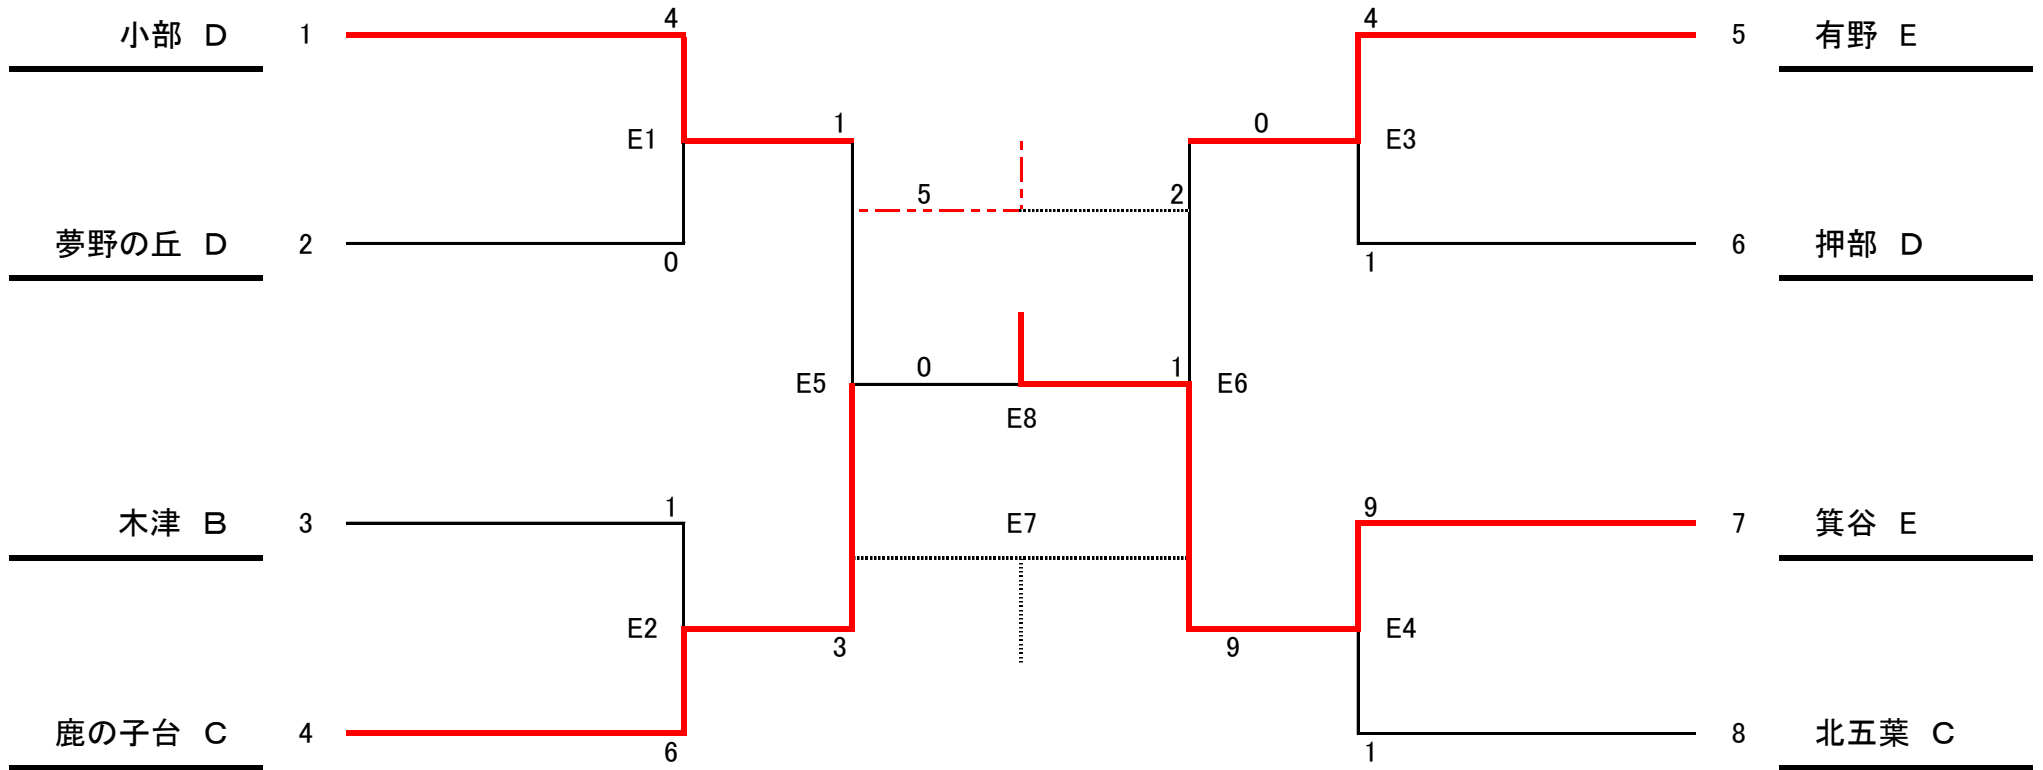 小部 D 1 4 4 5 有野 E
E1 1 0 E3
5 2
夢野の丘 D 2 0 1 6 押部 D
E5 0 1 E6
E8
木津 B 3 1 E7 9 7 箕谷 E
E2 3 9 E4
鹿の子台 C 4 6 1 8 北五葉 C